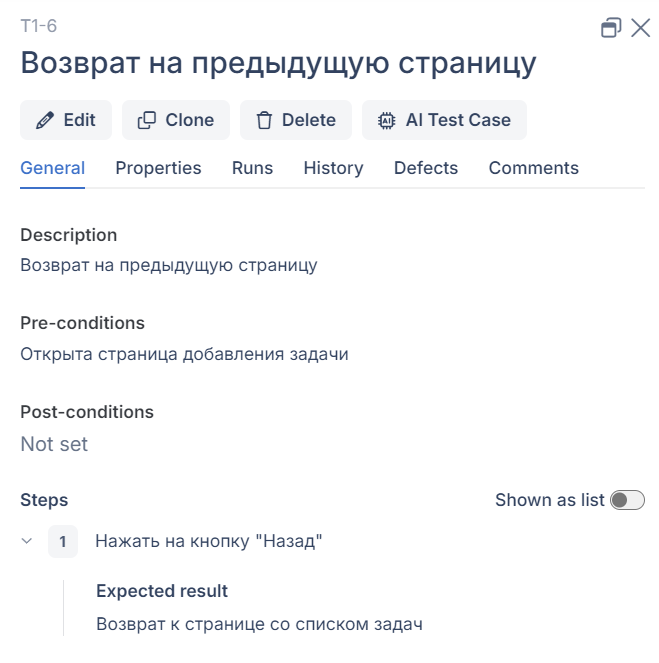 T1-6
Возврат на предыдущую страницу
Edit Clone Delete AI Test Case
General Properties Runs History Defects Comments
Description
Возврат на предыдущую страницу
Pre-conditions
Открыта страница добавления задачи
Post-conditions
Not set
Steps Shown as list
1 Нажать на кнопку "Назад"
Expected result
Возврат к странице со списком задач